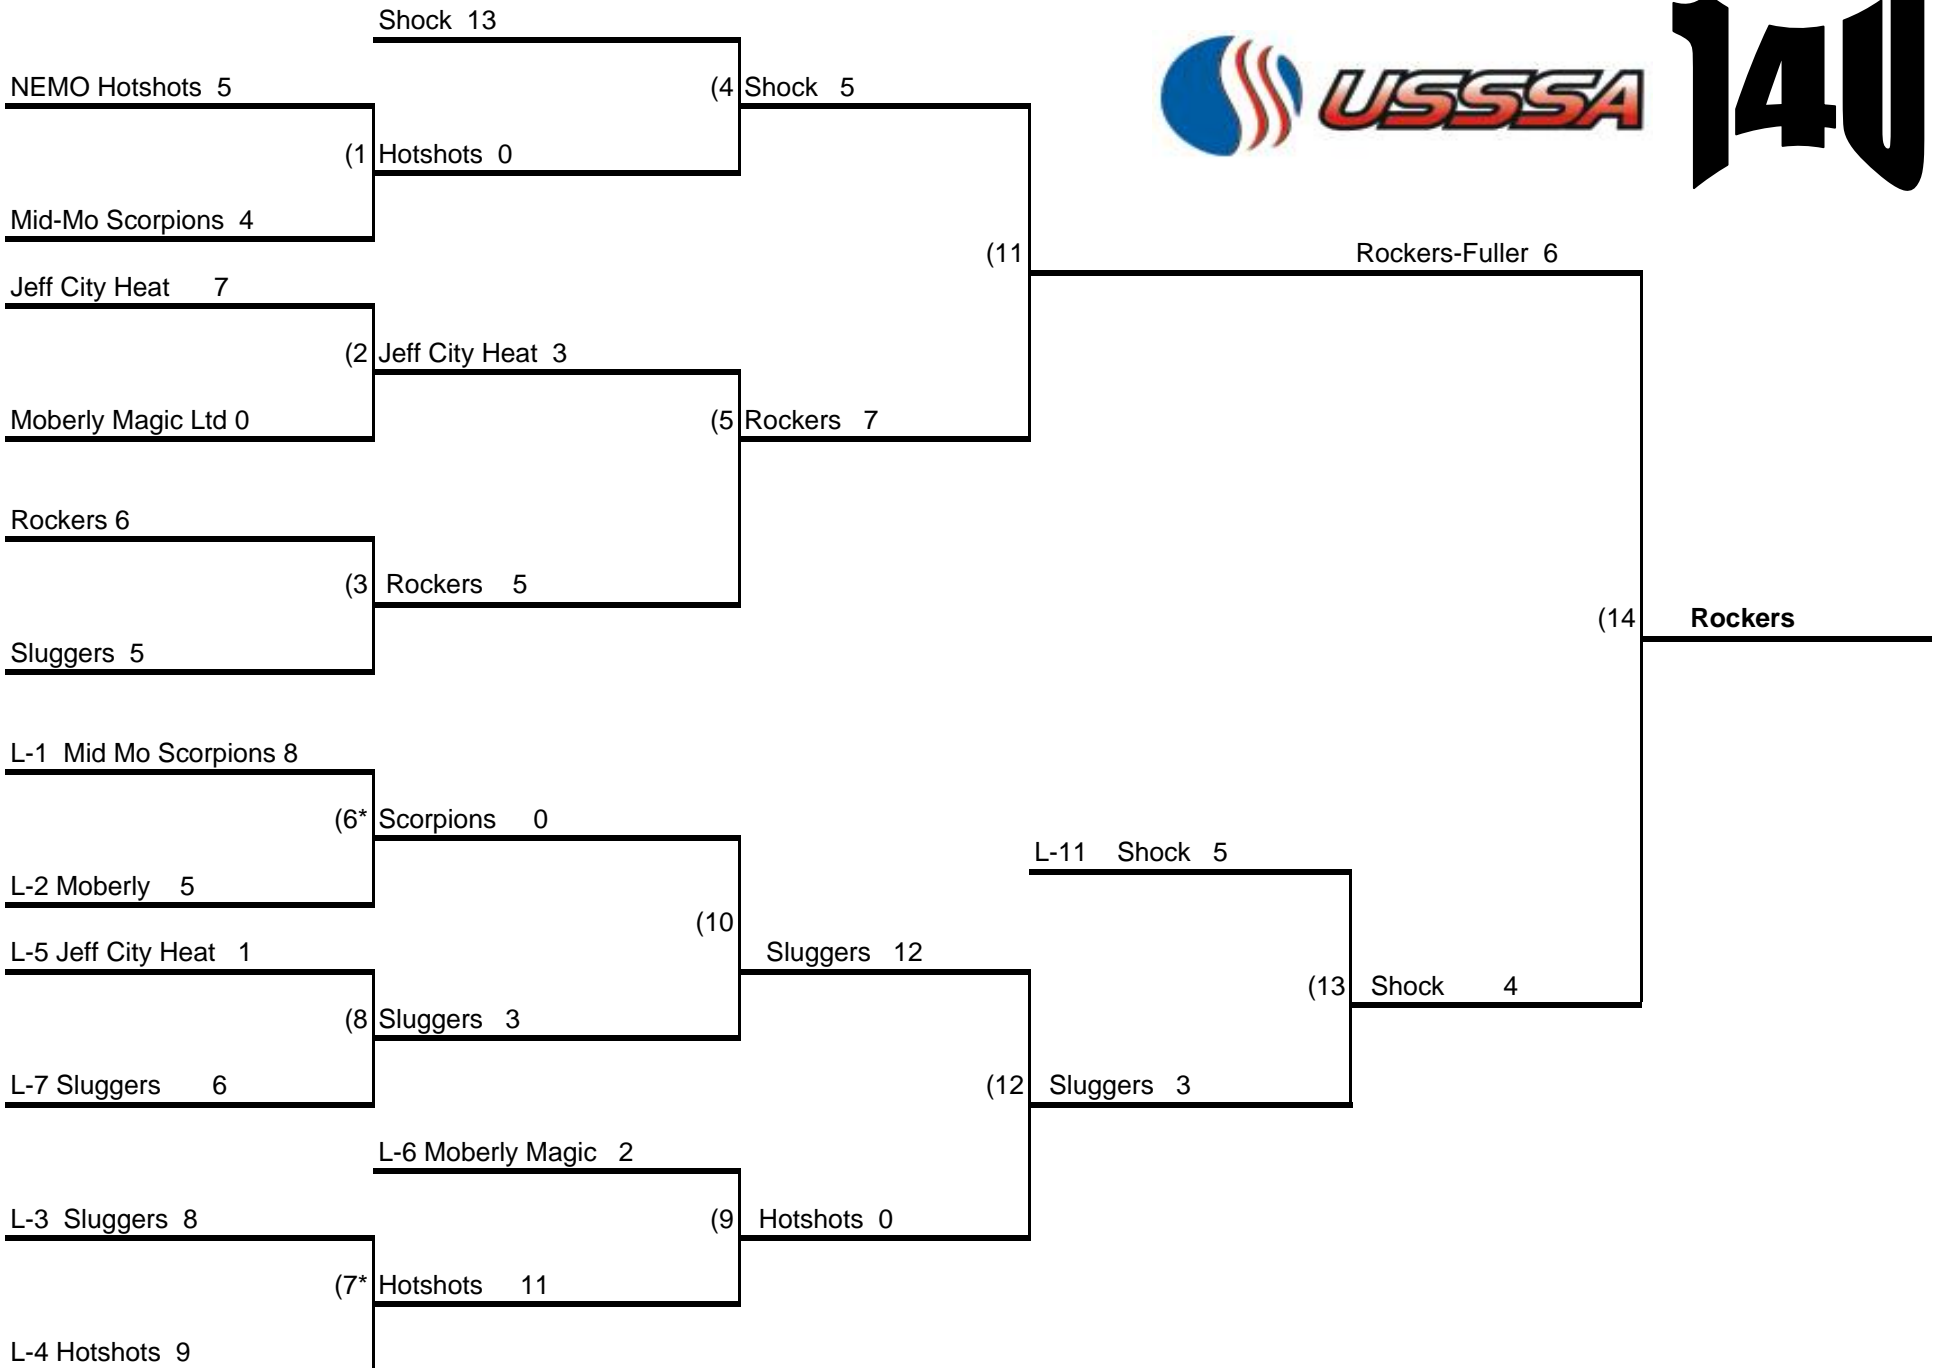 Shock 13
NEMO Hotshots 5
(4 Shock 5
USSSA
14U
(1 Hotshots 0
Mid-Mo Scorpions 4
(11 Rockers-Fuller 6
Jeff City Heat 7
(2 Jeff City Heat 3
Moberly Magic Ltd 0
(5 Rockers 7
Rockers 6
(3 Rockers 5
(14 Rockers
Sluggers 5
L-1 Mid Mo Scorpions 8
(6* Scorpions 0
L-11 Shock 5
L-2 Moberly 5
(10
L-5 Jeff City Heat 1
Sluggers 12
(13 Shock 4
(8 Sluggers 3
L-7 Sluggers 6
(12 Sluggers 3
L-6 Moberly Magic 2
L-3 Sluggers 8
(9 Hotshots 0
(7* Hotshots 11
L-4 Hotshots 9